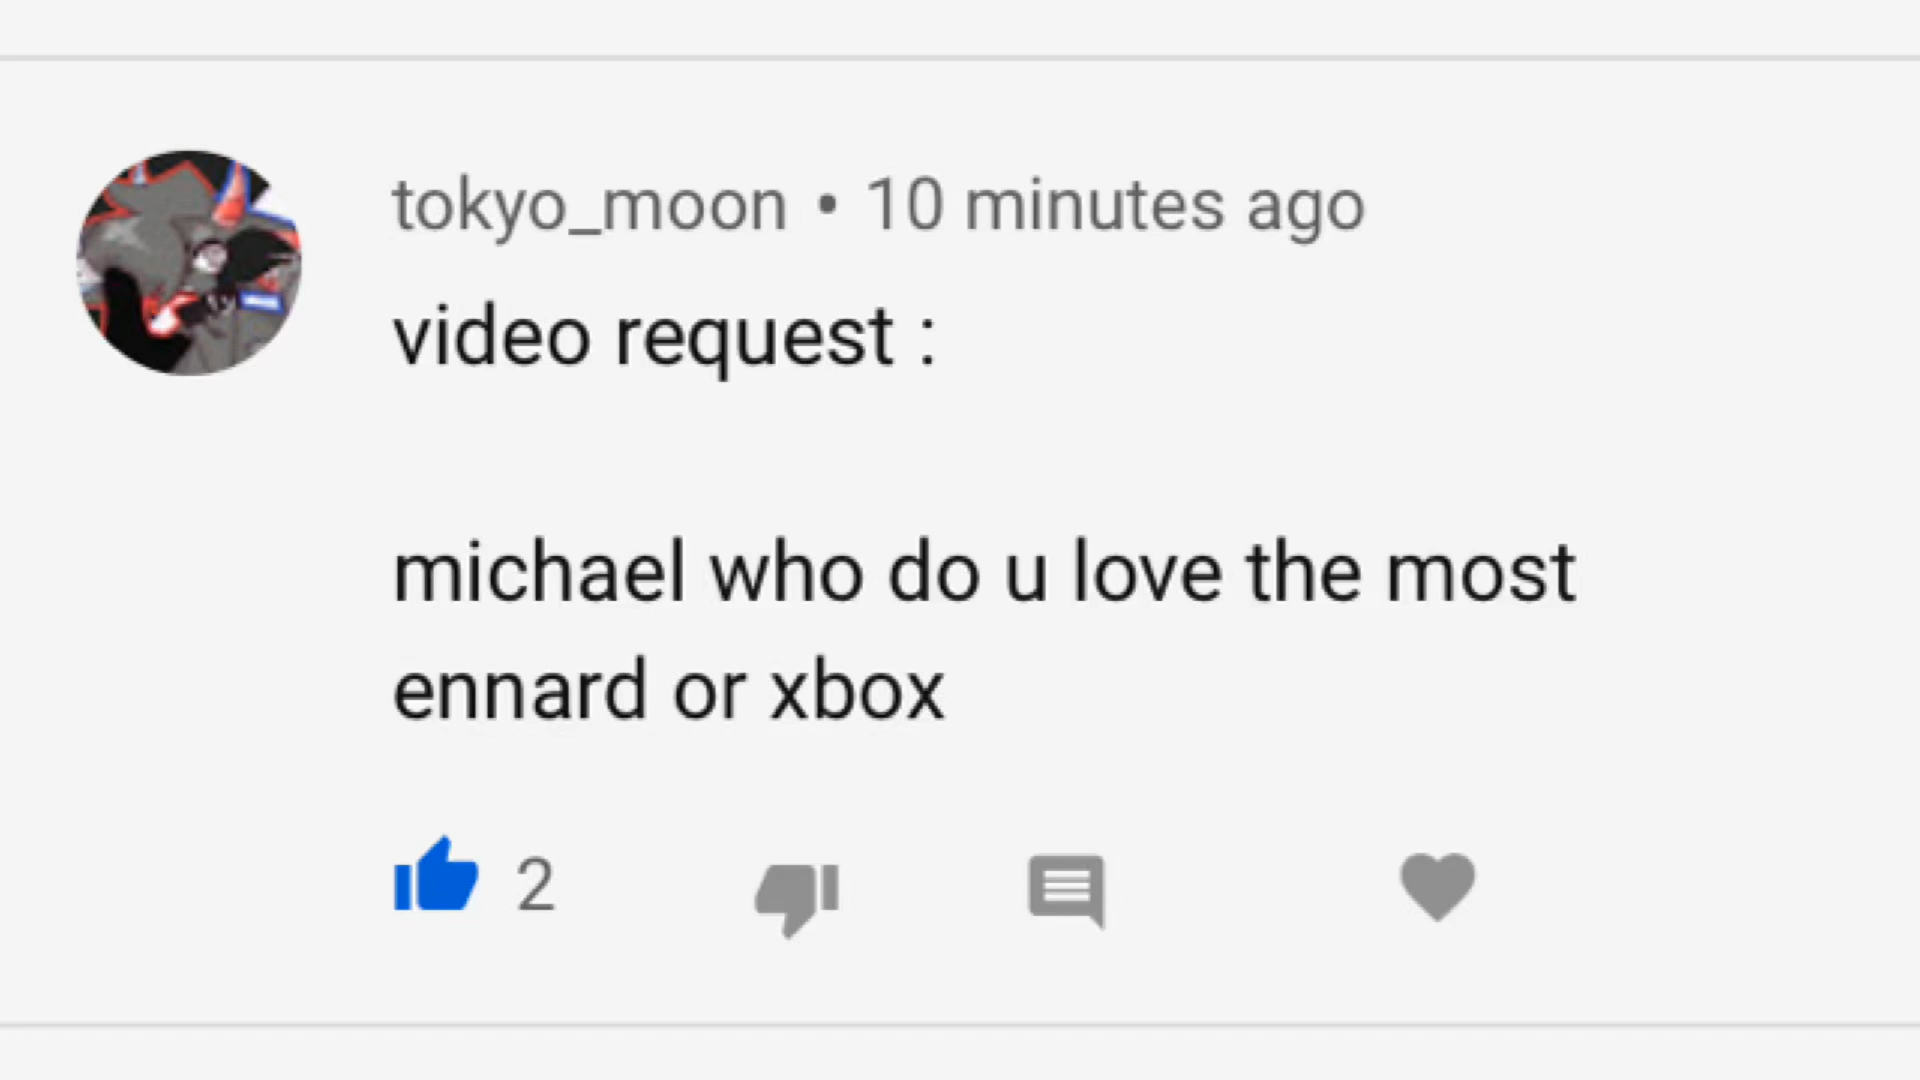 tokyo_moon • 10 minutes ago
video request :
michael who do u love the most
ennard or xbox
2